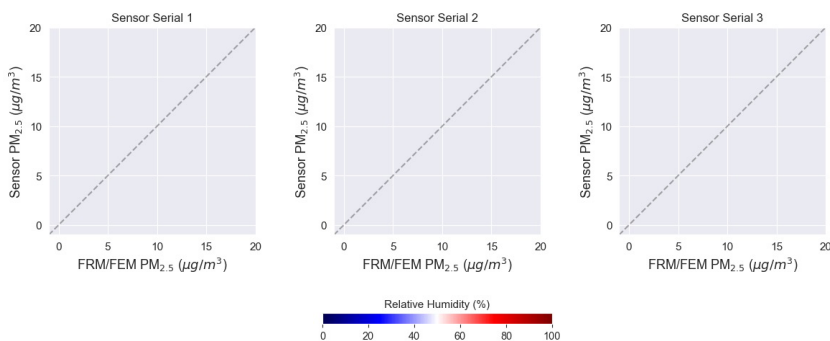 Sensor Serial 1
20
15
10
5
0
Sensor PM2.5 (μg/m³)
0 5 10 15 20
FRM/FEM PM2.5 (μg/m³)
Sensor Serial 2
20
15
10
5
0
Sensor PM2.5 (μg/m³)
0 5 10 15 20
FRM/FEM PM2.5 (μg/m³)
Sensor Serial 3
20
15
10
5
0
Sensor PM2.5 (μg/m³)
0 5 10 15 20
FRM/FEM PM2.5 (μg/m³)
Relative Humidity (%)
0 20 40 60 80 100